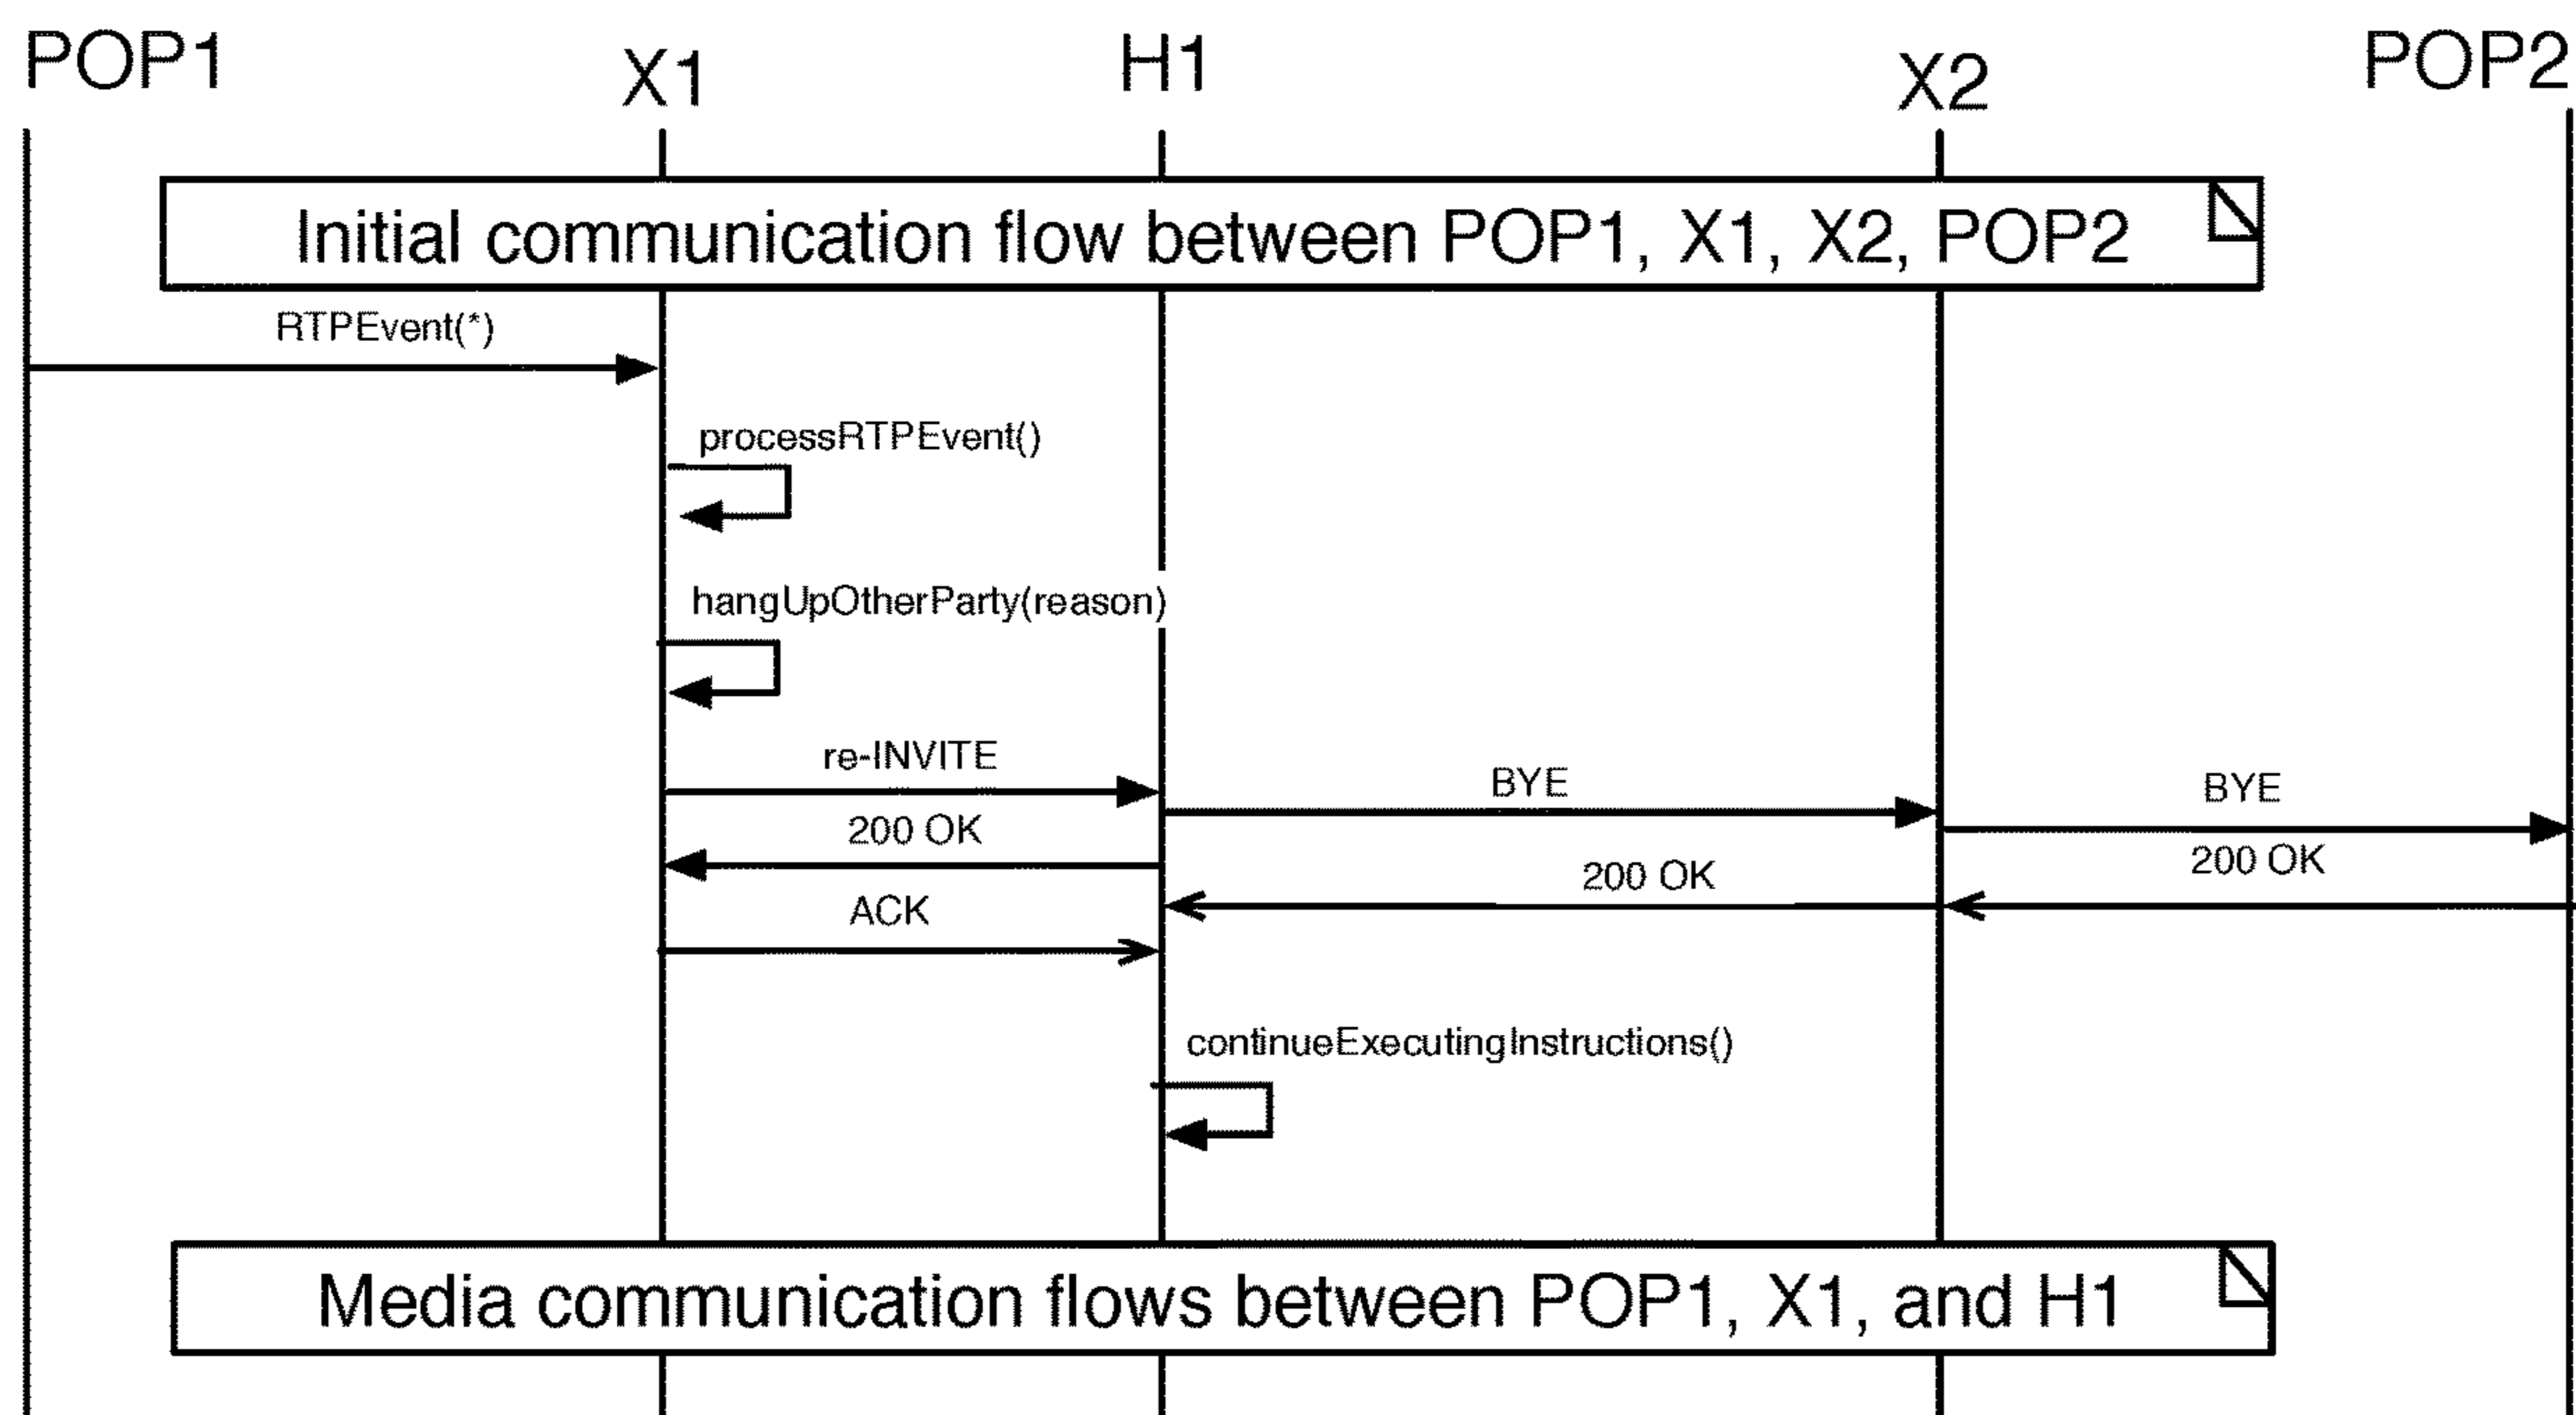 POP1
X1
H1
X2
POP2
Initial communication flow between POP1, X1, X2, POP2
RTPEvent(*)
processRTPEvent()
hangUpOtherParty(reason)
re-INVITE
BYE
BYE
200 OK
200 OK
200 OK
ACK
continueExecutingInstructions()
Media communication flows between POP1, X1, and H1